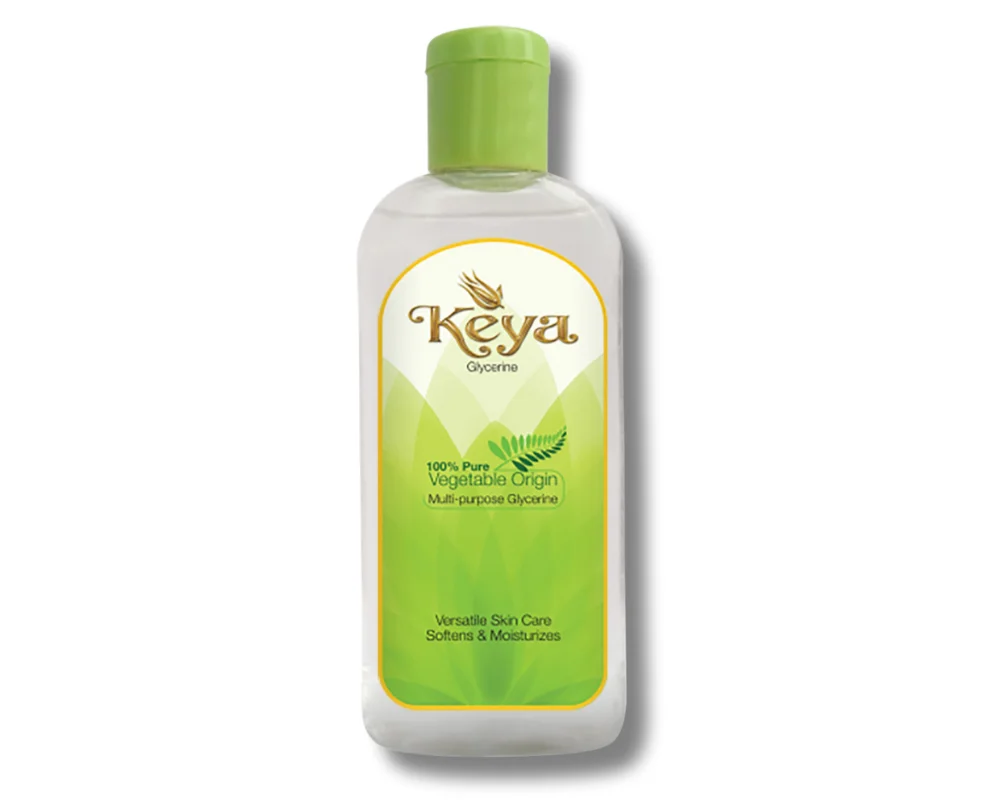 Keya
Glycerine
100% Pure
Vegetable Origin
Multi-purpose Glycerine
Versatile Skin Care
Softens & Moisturizes